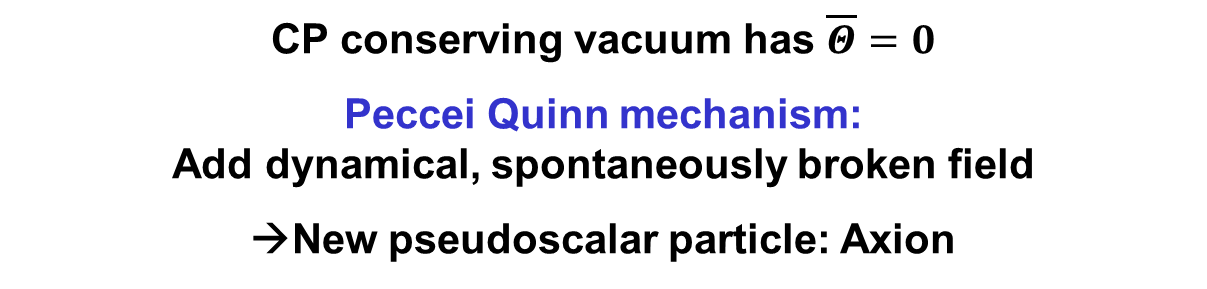 CP conserving vacuum has Θ̅ = 0
Peccei Quinn mechanism:
Add dynamical, spontaneously broken field
→New pseudoscalar particle: Axion